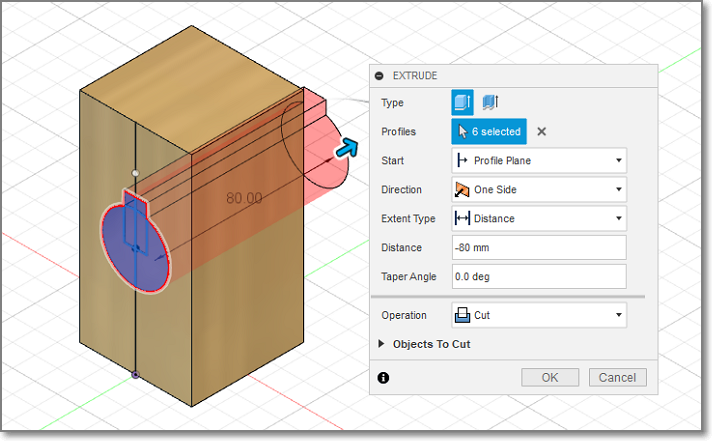 EXTRUDE
Type
Profiles 6 selected
Start Profile Plane
Direction One Side
Extent Type Distance
Distance -80 mm
Taper Angle 0.0 deg
Operation Cut
Objects To Cut
OK Cancel
80.00